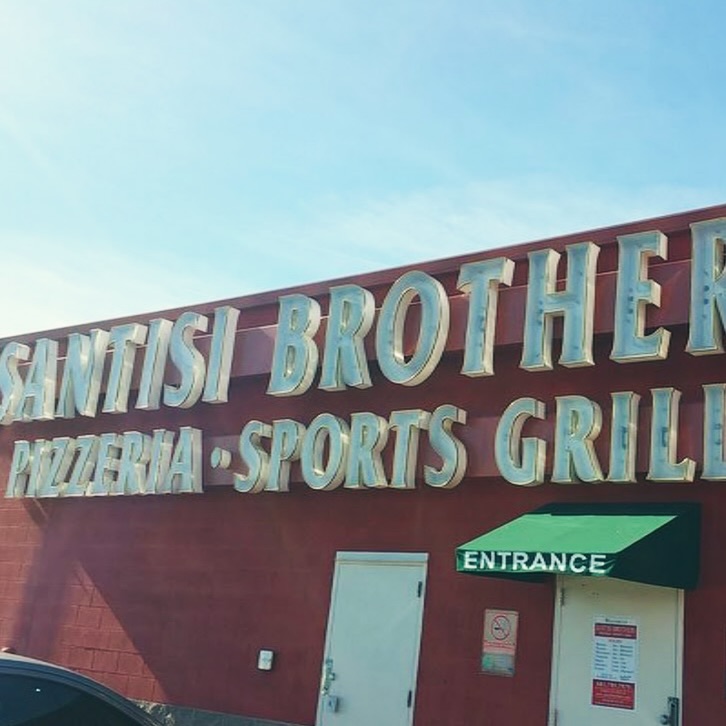 SANTISI BROTHER
PIZZERIA · SPORTS GRILL
ENTRANCE